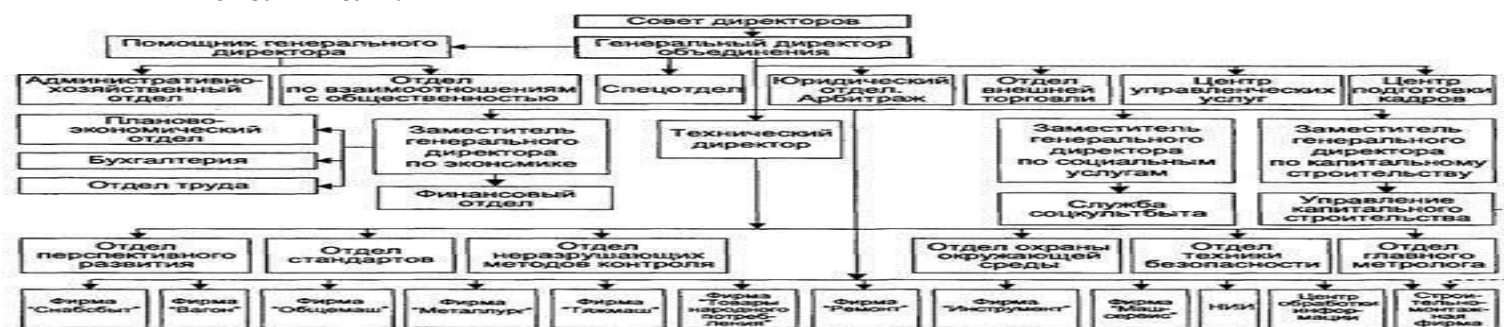 Совет директоров
Помощник генерального
директора
Генеральный директор
объединения
Административно-
хозяйственный
отдел
Отдел
по взаимоотношениям
с общественностью
Спецотдел
Юридический
отдел.
Арбитраж
Отдел
внешней
торговли
Центр
управленческих
услуг
Центр
подготовки
кадров
Планово-
экономический
отдел
Бухгалтерия
Отдел труда
Заместитель
генерального
директора
по экономике
Финансовый
отдел
Технический
директор
Заместитель
генерального
директора
по социальным
услугам
Служба
соцкультбыта
Заместитель
генерального
директора
по капитальному
строительству
Управление
капитального
строительства
Отдел
перспективного
развития
Отдел
стандартов
Отдел
неразрушающих
методов контроля
Отдел охраны
окружающей
среды
Отдел
техники
безопасности
Отдел
главного
метролога
Фирма
"Снабсбыт"
Фирма
"Вагон"
Фирма
"Общемаш"
Фирма
"Металлург"
Фирма
"Тяжмаш"
Фирма
"Товары
народного
потреб-
ления"
Фирма
"Ремонт"
Фирма
"Инструмент"
Фирма
"Маш-
сервис"
НИИ
Центр
обработки
инфор-
мации
Строи-
тельно-
монтаж-
ная
фирма